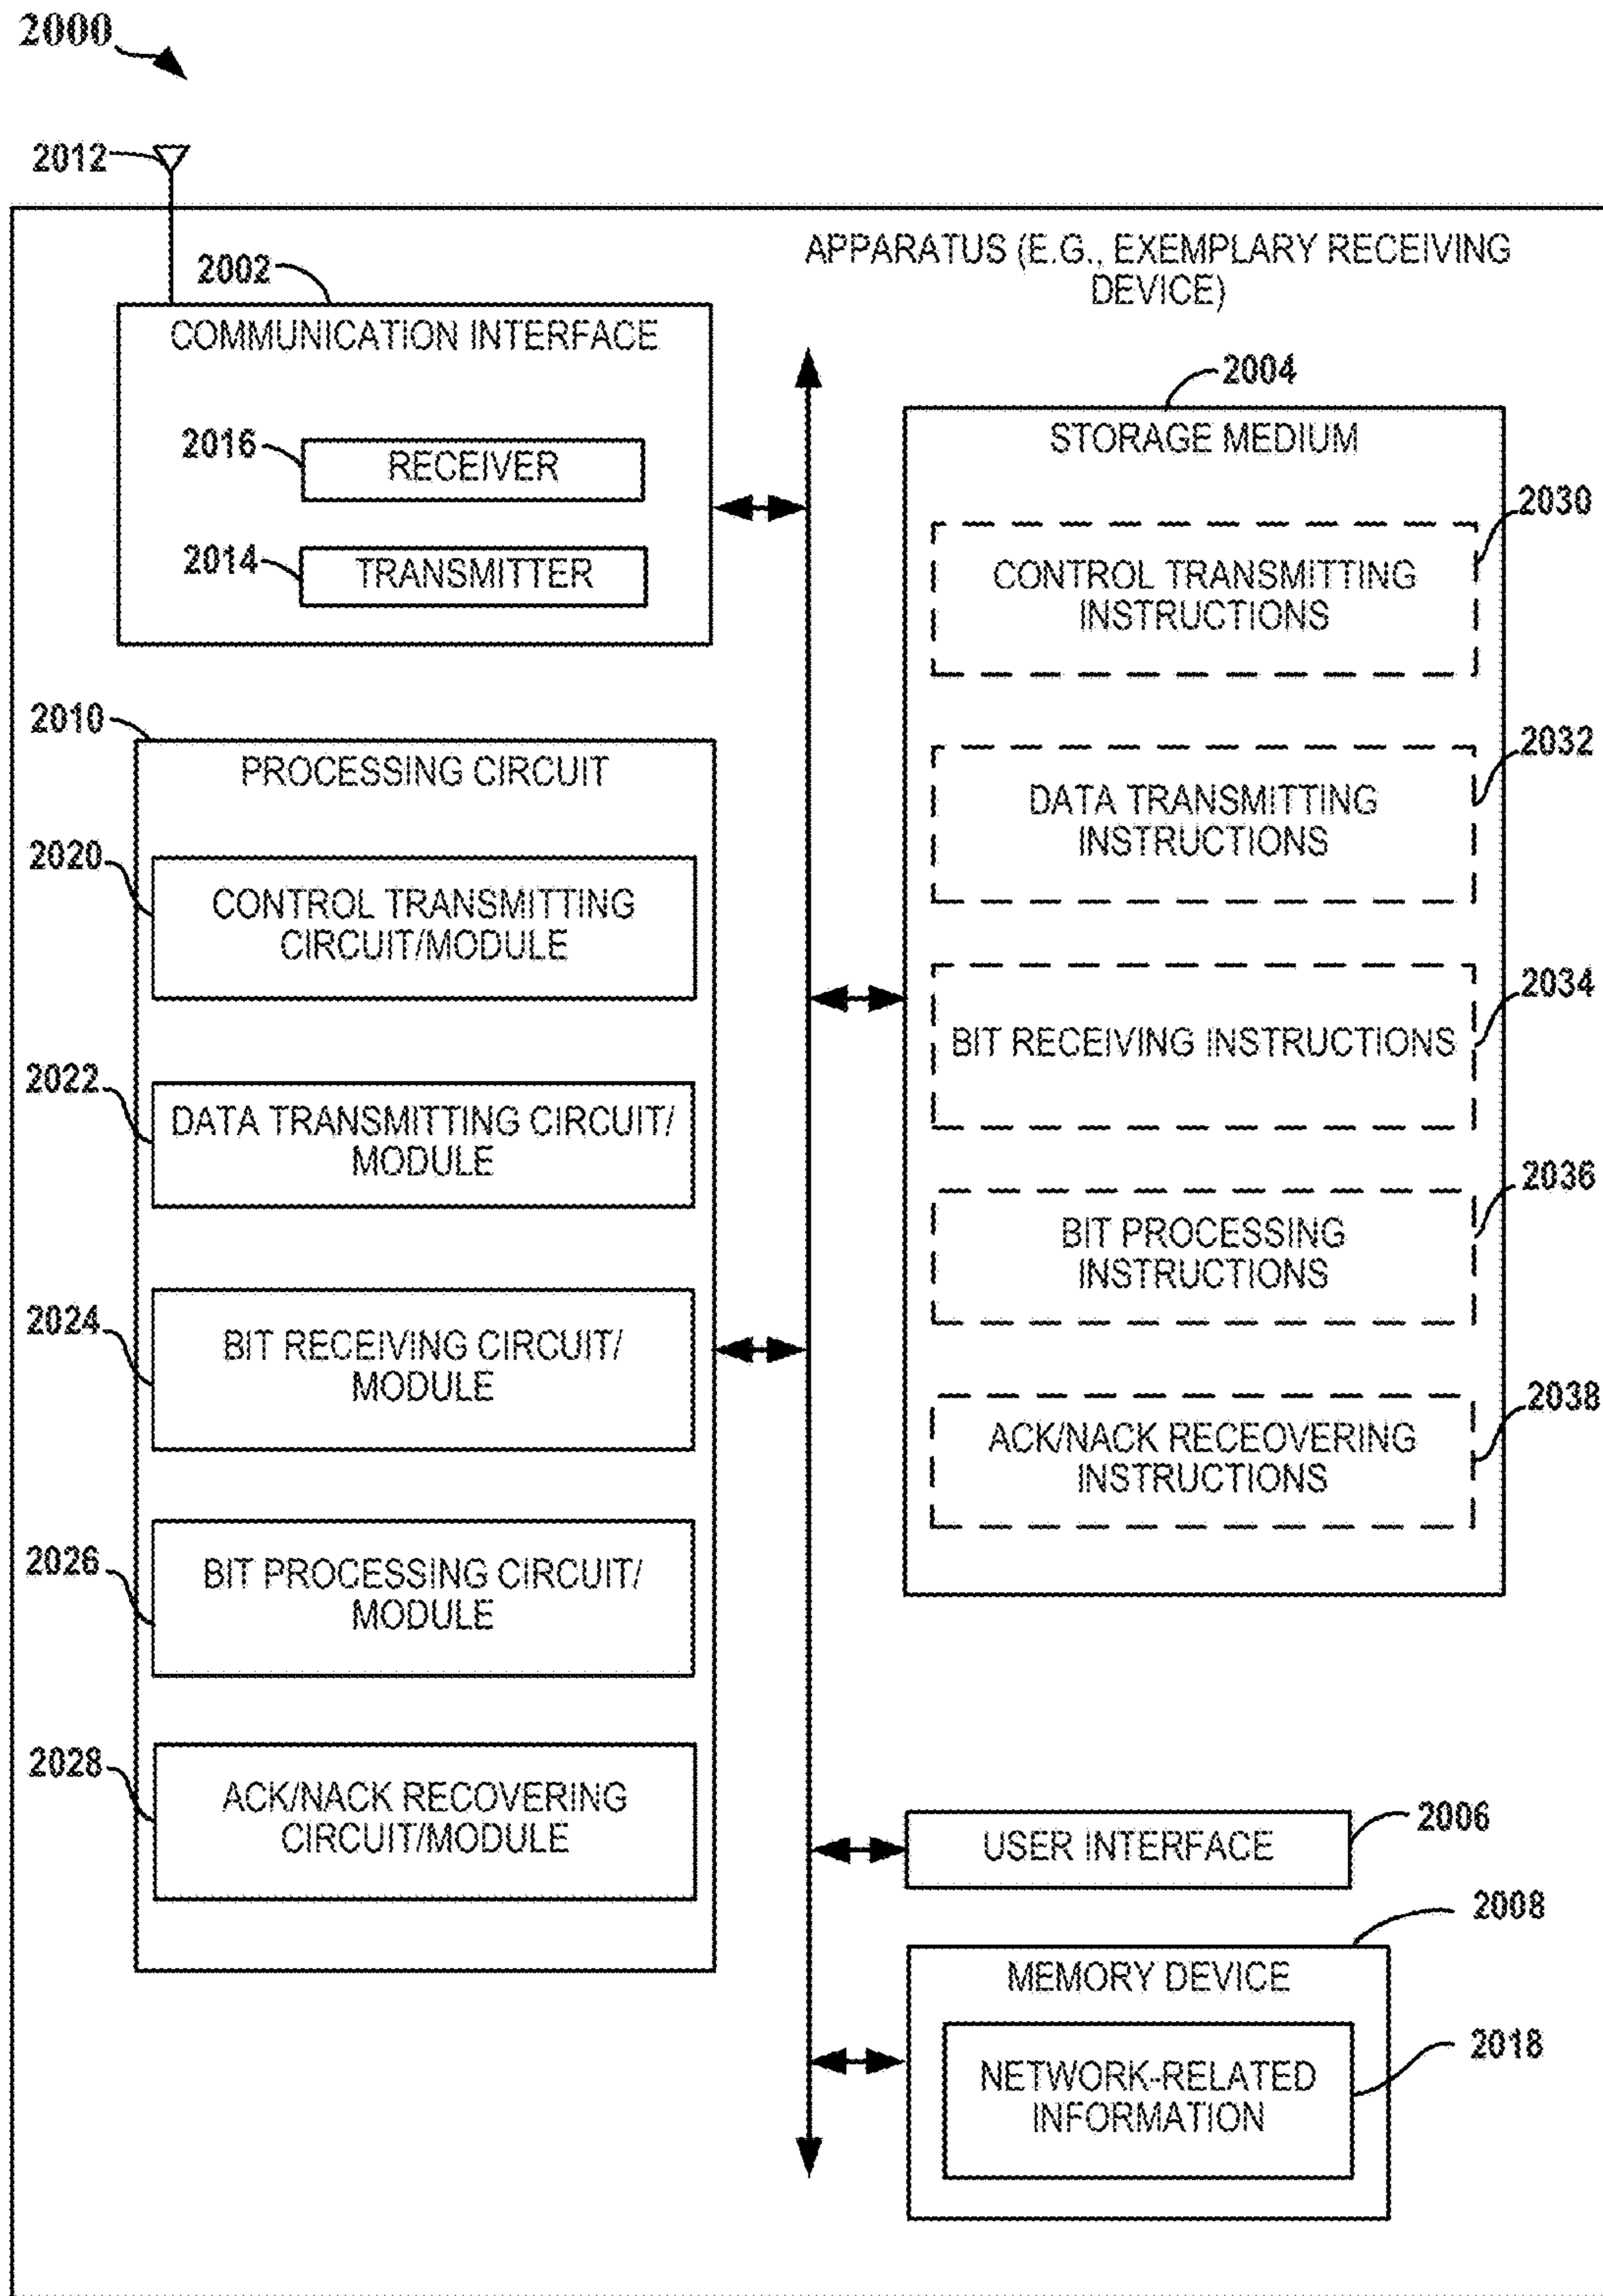 2000
2012
APPARATUS (E.G., EXEMPLARY RECEIVING
DEVICE)
2002
COMMUNICATION INTERFACE
2016
RECEIVER
2014
TRANSMITTER
2010
PROCESSING CIRCUIT
2020
CONTROL TRANSMITTING
CIRCUIT/MODULE
2022
DATA TRANSMITTING CIRCUIT/
MODULE
2024
BIT RECEIVING CIRCUIT/
MODULE
2026
BIT PROCESSING CIRCUIT/
MODULE
2028
ACK/NACK RECOVERING
CIRCUIT/MODULE
2004
STORAGE MEDIUM
2030
CONTROL TRANSMITTING
INSTRUCTIONS
2032
DATA TRANSMITTING
INSTRUCTIONS
2034
BIT RECEIVING INSTRUCTIONS
2036
BIT PROCESSING
INSTRUCTIONS
2038
ACK/NACK RECEOVERING
INSTRUCTIONS
2006
USER INTERFACE
2008
MEMORY DEVICE
2018
NETWORK-RELATED
INFORMATION